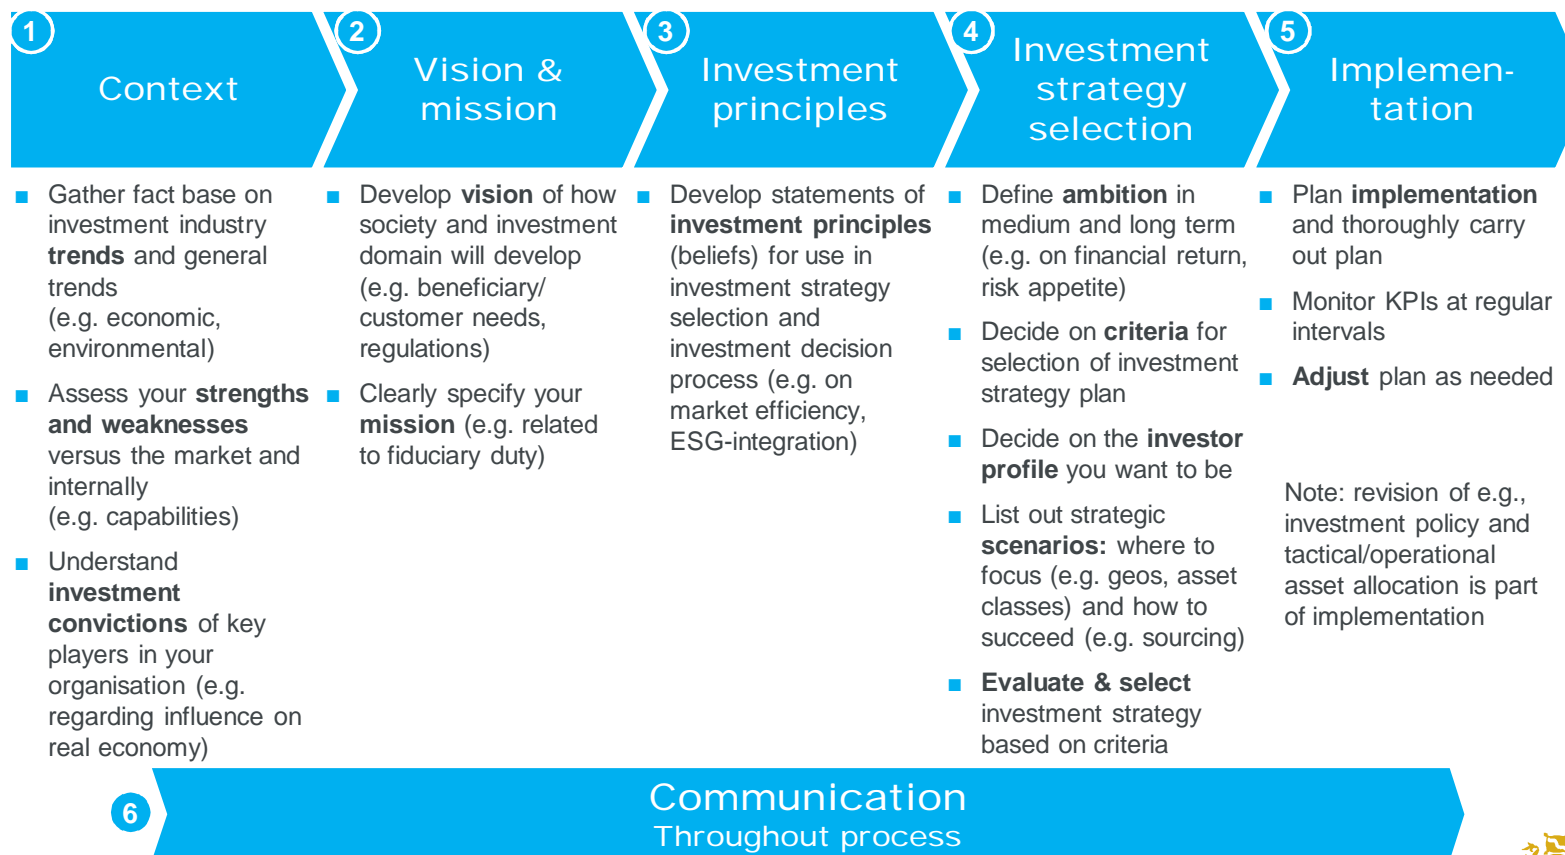 1
Context
2
Vision &
mission
3
Investment
principles
4
Investment
strategy
selection
5
Implemen-
tation
■ Gather fact base on
investment industry
trends and general
trends
(e.g. economic,
environmental)
■ Assess your strengths
and weaknesses
versus the market and
internally
(e.g. capabilities)
■ Understand
investment
convictions of key
players in your
organisation (e.g.
regarding influence on
real economy)
■ Develop vision of how
society and investment
domain will develop
(e.g. beneficiary/
customer needs,
regulations)
■ Clearly specify your
mission (e.g. related
to fiduciary duty)
■ Develop statements of
investment principles
(beliefs) for use in
investment strategy
selection and
investment decision
process (e.g. on
market efficiency,
ESG-integration)
■ Define ambition in
medium and long term
(e.g. on financial return,
risk appetite)
■ Decide on criteria for
selection of investment
strategy plan
■ Decide on the investor
profile you want to be
■ List out strategic
scenarios: where to
focus (e.g. geos, asset
classes) and how to
succeed (e.g. sourcing)
■ Evaluate & select
investment strategy
based on criteria
■ Plan implementation
and thoroughly carry
out plan
■ Monitor KPIs at regular
intervals
■ Adjust plan as needed
Note: revision of e.g.,
investment policy and
tactical/operational
asset allocation is part
of implementation
6
Communication
Throughout process